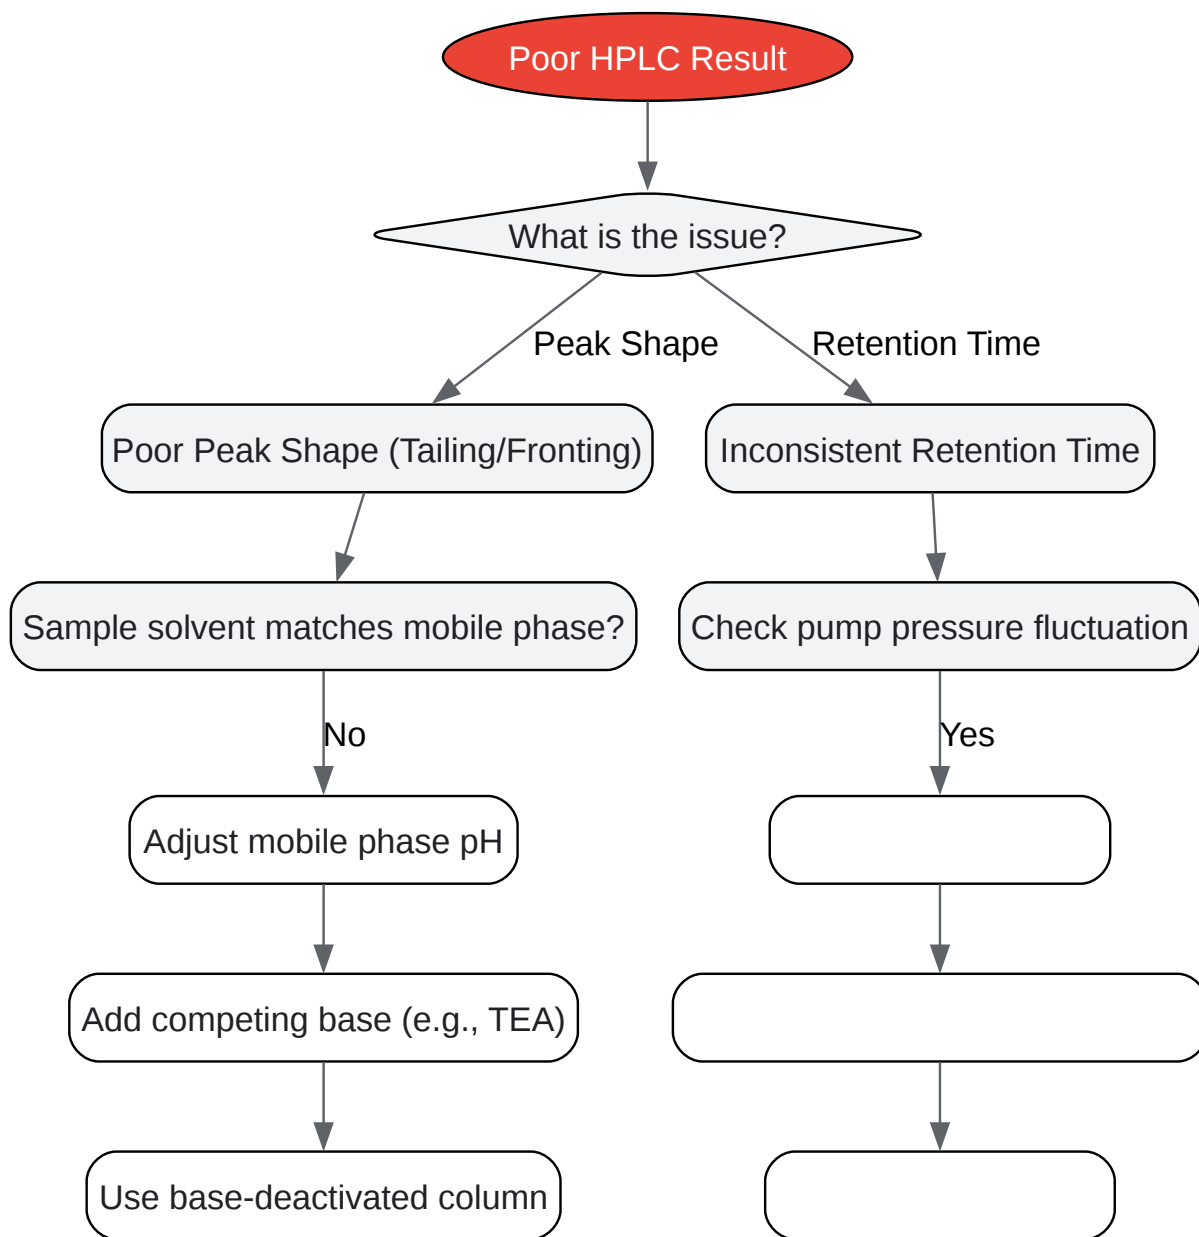 Poor HPLC Result
What is the issue?
Peak Shape
Retention Time
Poor Peak Shape (Tailing/Fronting)
Inconsistent Retention Time
Sample solvent matches mobile phase?
Check pump pressure fluctuation
No
Yes
Adjust mobile phase pH
Add competing base (e.g., TEA)
Use base-deactivated column